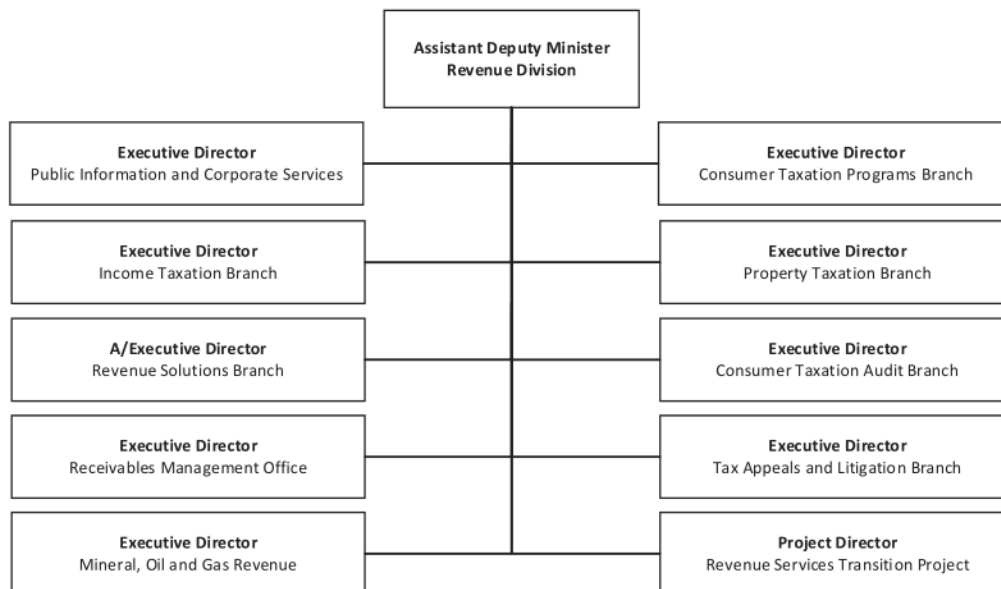 Assistant Deputy Minister
Revenue Division
Executive Director
Public Information and Corporate Services
Executive Director
Consumer Taxation Programs Branch
Executive Director
Income Taxation Branch
Executive Director
Property Taxation Branch
A/Executive Director
Revenue Solutions Branch
Executive Director
Consumer Taxation Audit Branch
Executive Director
Receivables Management Office
Executive Director
Tax Appeals and Litigation Branch
Executive Director
Mineral, Oil and Gas Revenue
Project Director
Revenue Services Transition Project